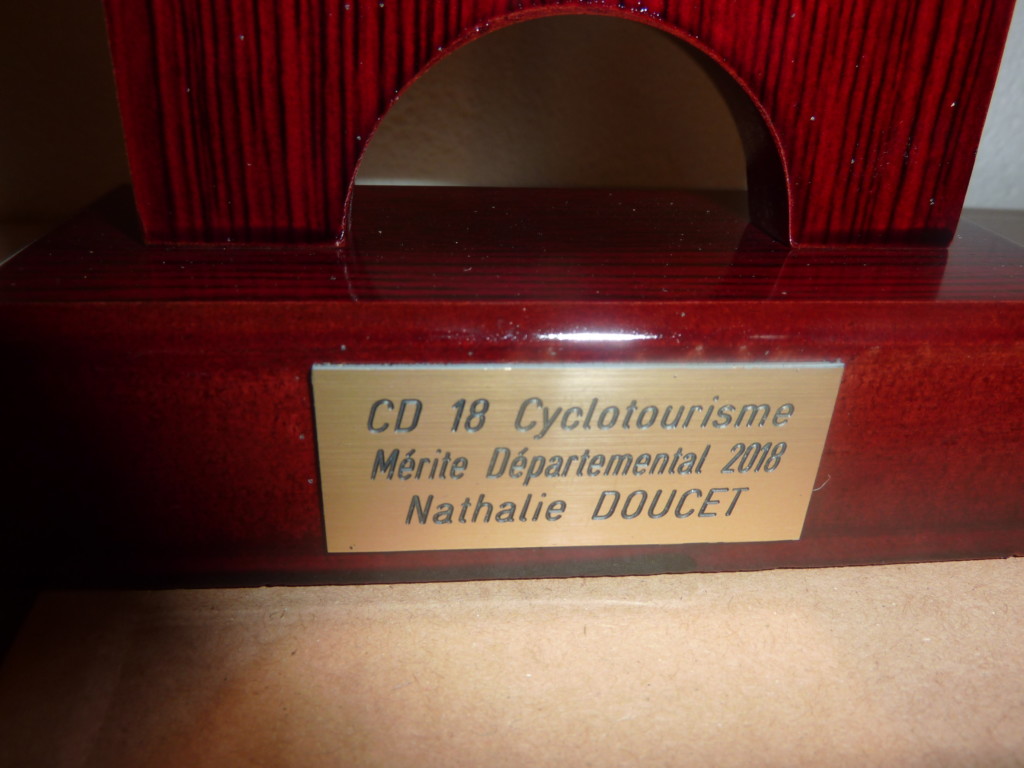 CD 18 Cyclotourisme
Mérite Départemental 2018
Nathalie DOUCET